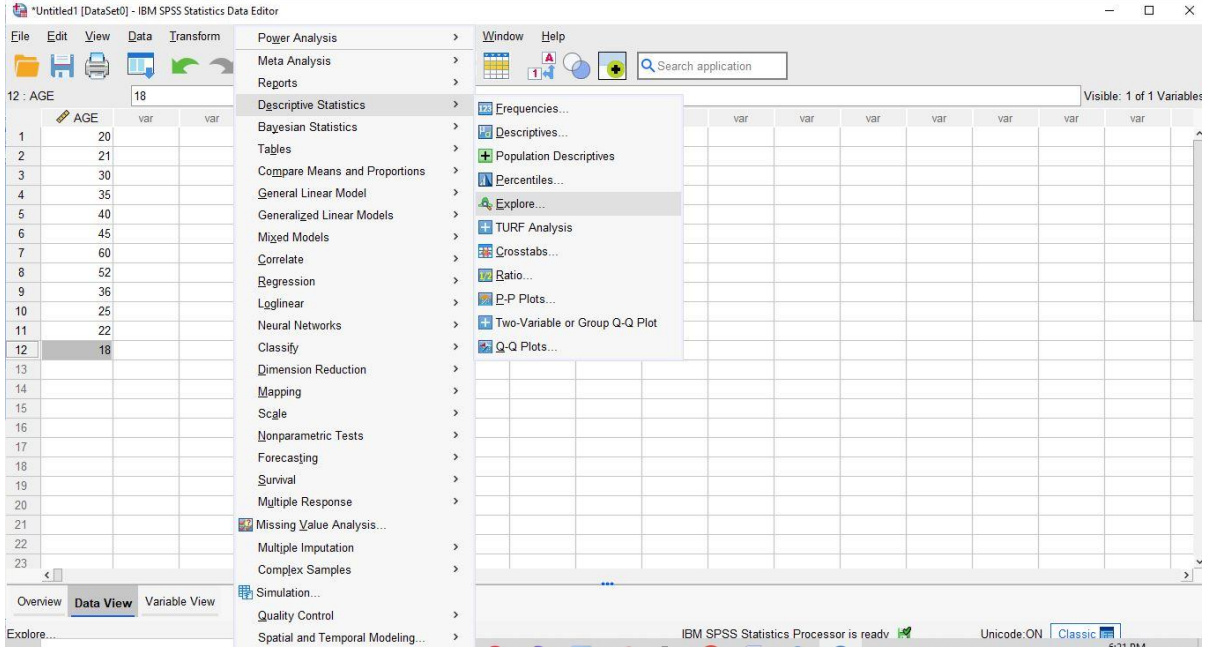 *Untitled1 [DataSet0] - IBM SPSS Statistics Data Editor
File Edit View Data Transform Window Help
Search application
12 : AGE 18 Visible: 1 of 1 Variables
AGE var var var var var var var var var
1 20
2 21
3 30
4 35
5 40
6 45
7 60
8 52
9 36
10 25
11 22
12 18
13
14
15
16
17
18
19
20
21
22
23
Power Analysis
Meta Analysis
Reports
Descriptive Statistics
Bayesian Statistics
Tables
Compare Means and Proportions
General Linear Model
Generalized Linear Models
Mixed Models
Correlate
Regression
Loglinear
Neural Networks
Classify
Dimension Reduction
Mapping
Scale
Nonparametric Tests
Forecasting
Survival
Multiple Response
Missing Value Analysis...
Multiple Imputation
Complex Samples
Simulation...
Quality Control
Spatial and Temporal Modeling...
Frequencies...
Descriptives...
Population Descriptives
Percentiles...
Explore...
TURF Analysis
Crosstabs...
Ratio...
P-P Plots...
Two-Variable or Group Q-Q Plot
Q-Q Plots...
Overview Data View Variable View
Explore... IBM SPSS Statistics Processor is ready Unicode:ON Classic